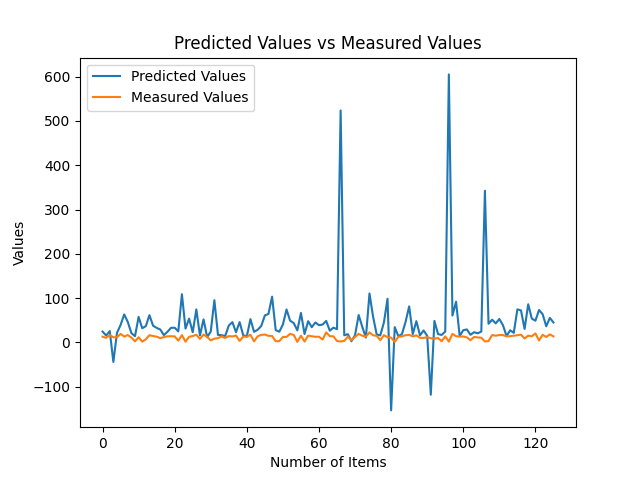 Predicted Values vs Measured Values
Predicted Values
Measured Values
600
500
400
300
200
100
0
−100
Values
0 20 40 60 80 100 120
Number of Items